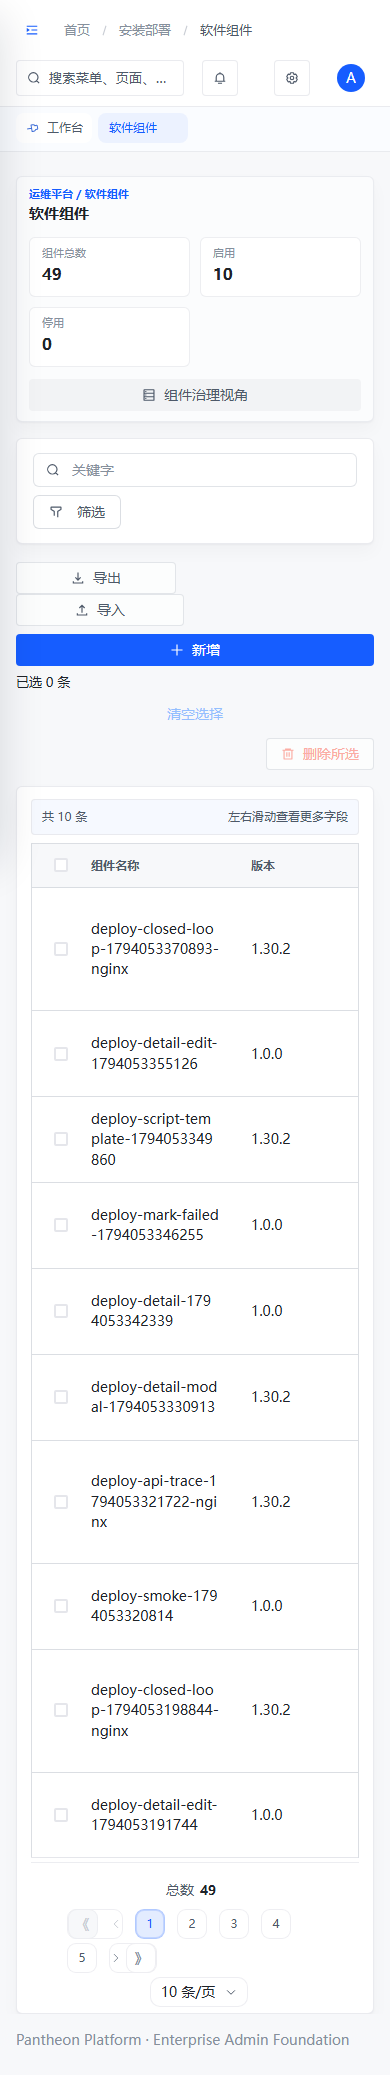 首页 / 安装部署 / 软件组件
搜索菜单、页面、... A
工作台 软件组件
运维平台 / 软件组件
软件组件
组件总数 启用
49 10
停用
0
组件治理视角
关键字
筛选
导出
导入
新增
已选 0 条
清空选择
删除所选
共 10 条 左右滑动查看更多字段
组件名称 版本
deploy-closed-loo
p-1794053370893- 1.30.2
nginx
deploy-detail-edit- 1.0.0
1794053355126
deploy-script-tem
plate-1794053349 1.30.2
860
deploy-mark-failed 1.0.0
-1794053346255
deploy-detail-179 1.0.0
4053342339
deploy-detail-mod 1.30.2
al-1794053330913
deploy-api-trace-1
794053321722-ngi 1.30.2
nx
deploy-smoke-179 1.0.0
4053320814
deploy-closed-loo
p-1794053198844- 1.30.2
nginx
deploy-detail-edit- 1.0.0
1794053191744
总数 49
《 < 1 2 3 4
5 > 》
10 条/页
Pantheon Platform · Enterprise Admin Foundation